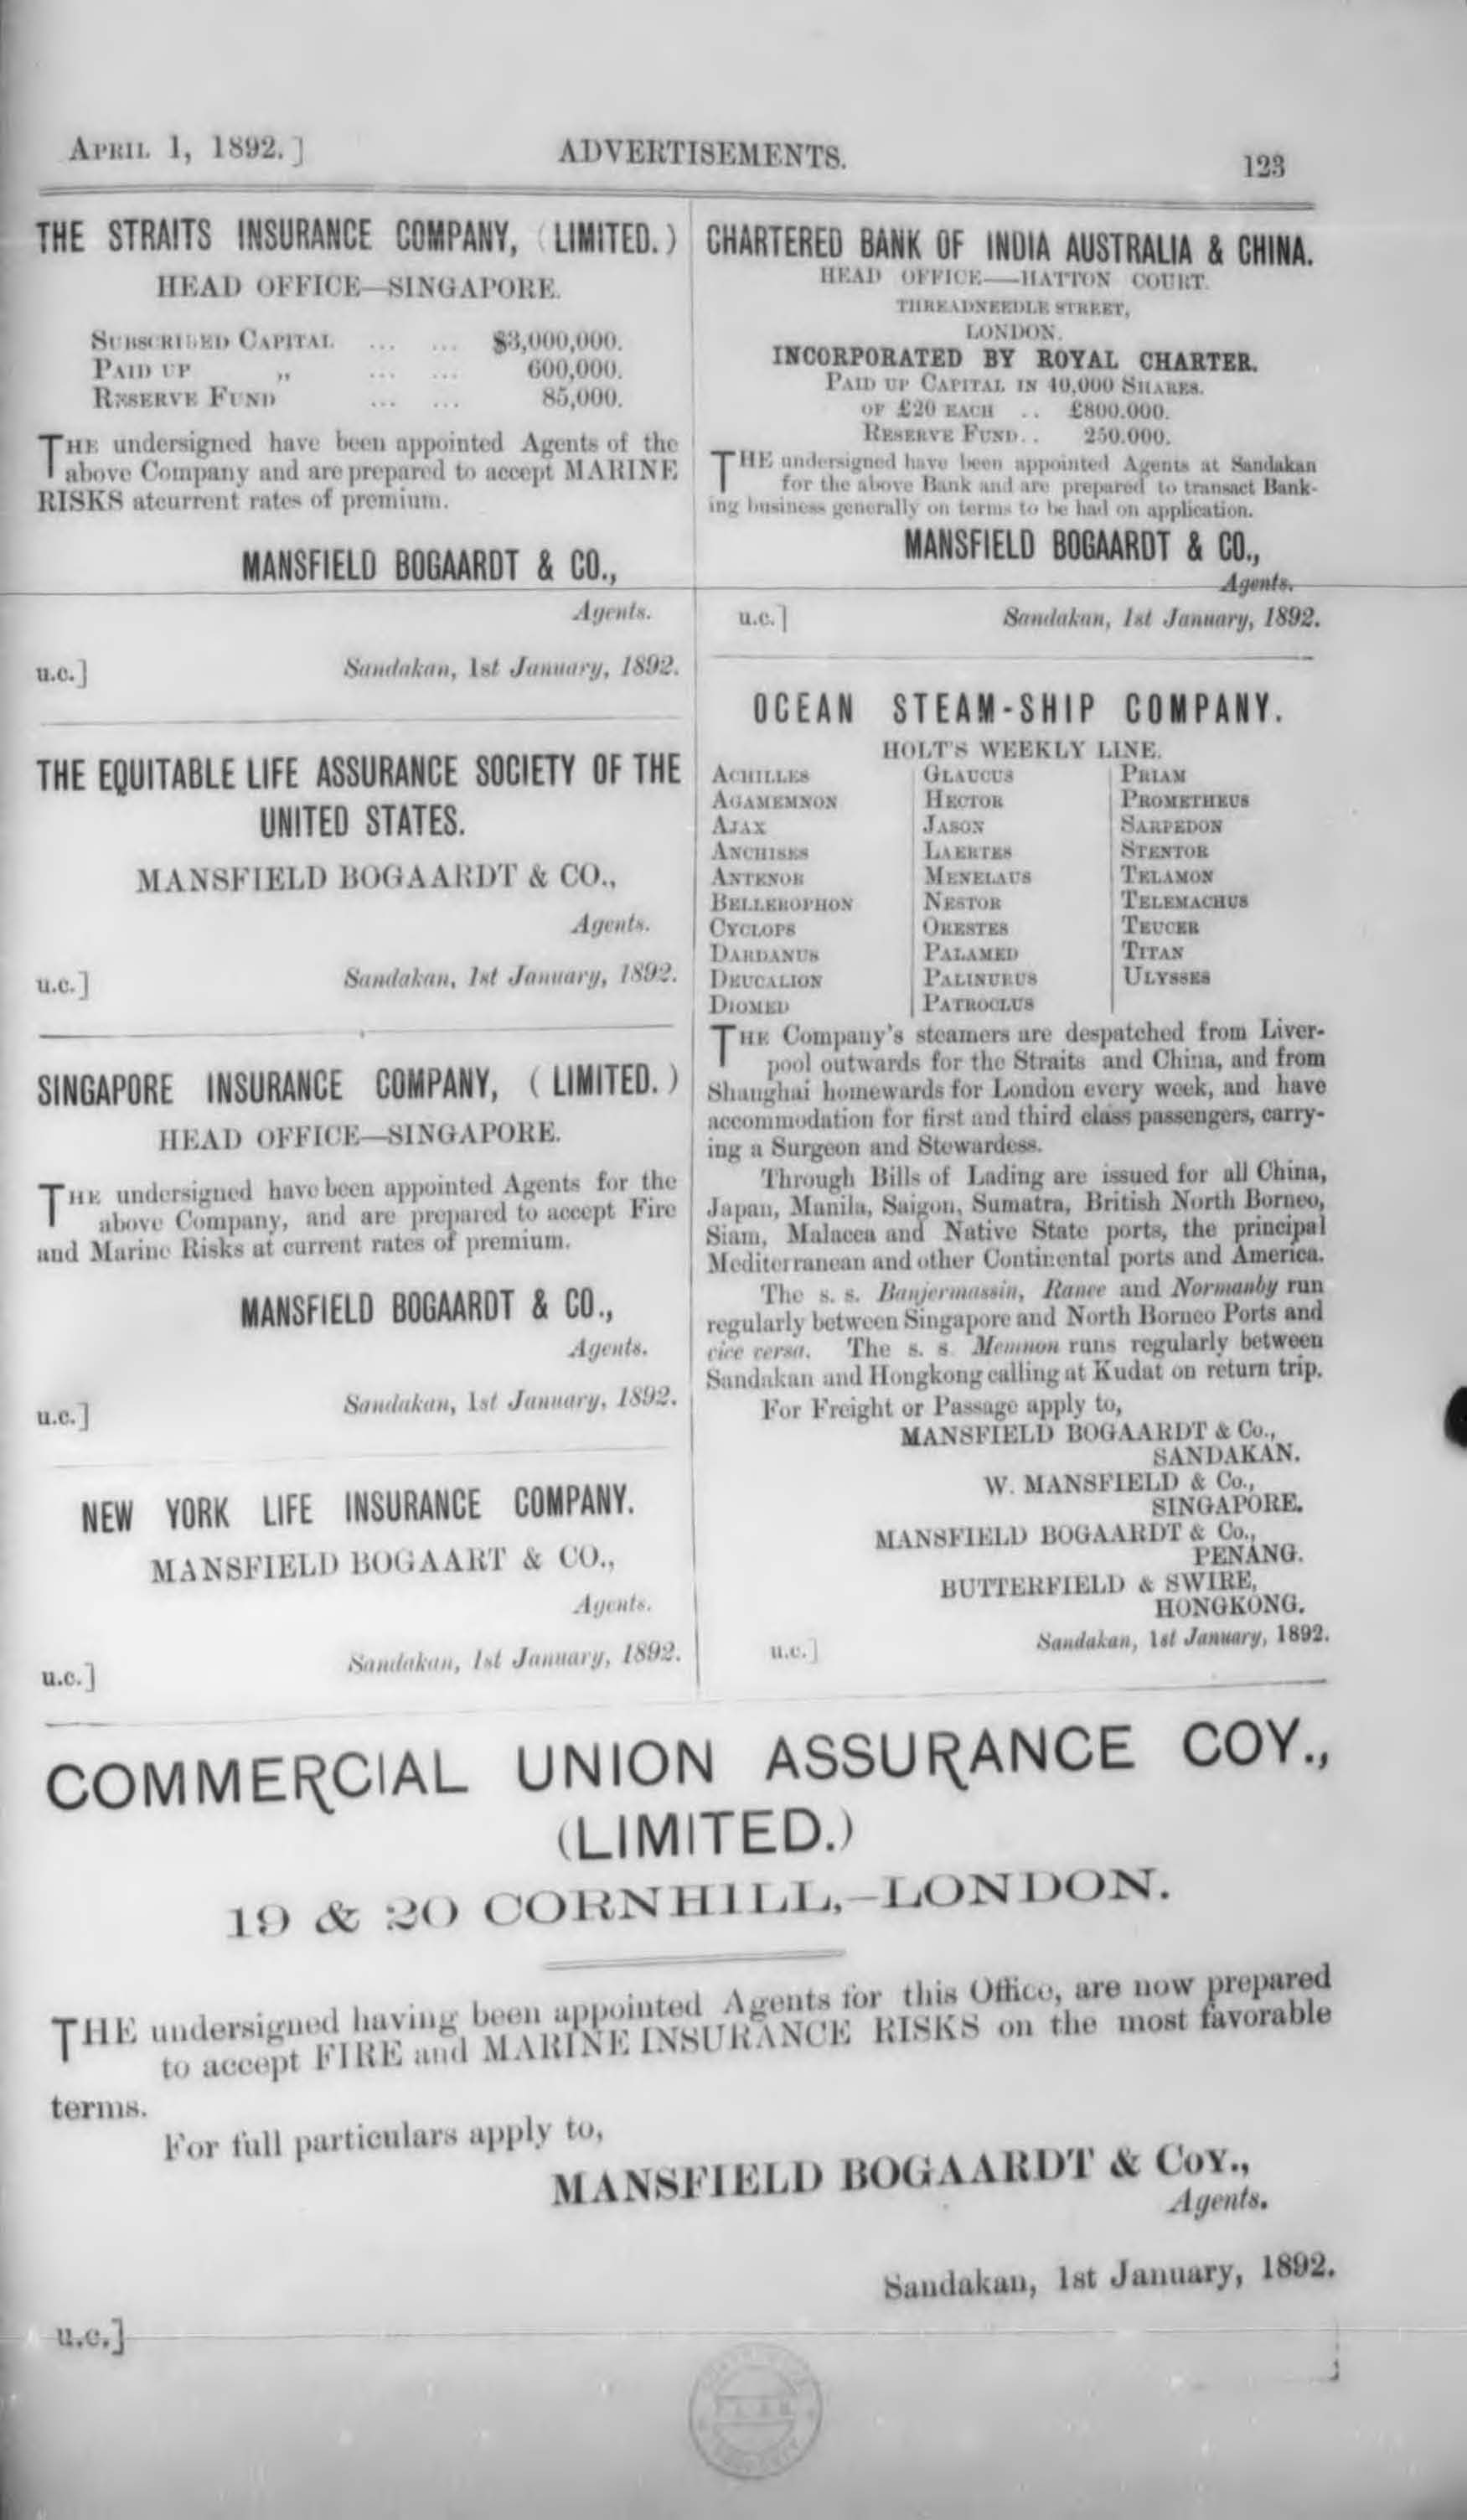 APRIL 1, 1892.]
ADVERTISEMENTS.
123
THE STRAITS INSURANCE COMPANY, (LIMITED.)
HEAD OFFICE—SINGAPORE.
SUBSCRIBED CAPITAL ... ... $3,000,000.
PAID UP „ ... ... 600,000.
RESERVE FUND ... ... 85,000.
THE undersigned have been appointed Agents of the
above Company and are prepared to accept MARINE
RISKS atcurrent rates of premium.
MANSFIELD BOGAARDT & CO.,
Agents.
u.c.] Sandakan, 1st January, 1892.
THE EQUITABLE LIFE ASSURANCE SOCIETY OF THE
UNITED STATES.
MANSFIELD BOGAARDT & CO.,
Agents.
u.c.] Sandakan, 1st January, 1892.
SINGAPORE INSURANCE COMPANY, (LIMITED.)
HEAD OFFICE—SINGAPORE.
THE undersigned have been appointed Agents for the
above Company, and are prepared to accept Fire
and Marine Risks at current rates of premium.
MANSFIELD BOGAARDT & CO.,
Agents.
u.c.] Sandakan, 1st January, 1892.
NEW YORK LIFE INSURANCE COMPANY.
MANSFIELD BOGAART & CO.,
Agents.
u.c.] Sandakan, 1st January, 1892.
CHARTERED BANK OF INDIA AUSTRALIA & CHINA.
HEAD OFFICE——HATTON COURT.
THREADNEEDLE STREET,
LONDON.
INCORPORATED BY ROYAL CHARTER.
PAID UP CAPITAL IN 40,000 SHARES.
OF £20 EACH .. £800.000.
RESERVE FUND.. 250.000.
THE undersigned have been appointed Agents at Sandakan
for the above Bank and are prepared to transact Bank-
ing business generally on terms to be had on application.
MANSFIELD BOGAARDT & CO.,
Agents.
u.c.] Sandakan, 1st January, 1892.
OCEAN STEAM-SHIP COMPANY.
HOLT'S WEEKLY LINE.
ACHILLES GLAUCUS PRIAM
AGAMEMNON HECTOR PROMETHEUS
AJAX JASON SARPEDON
ANCHISES LAERTES STENTOR
ANTENOR MENELAUS TELAMON
BELLEROPHON NESTOR TELEMACHUS
CYCLOPS ORESTES TEUCER
DARDANUS PALAMED TITAN
DEUCALION PALINURUS ULYSSES
DIOMED PATROCLUS
THE Company's steamers are despatched from Liver-
pool outwards for the Straits and China, and from
Shanghai homewards for London every week, and have
accommodation for first and third class passengers, carry-
ing a Surgeon and Stewardess.
Through Bills of Lading are issued for all China,
Japan, Manila, Saigon, Sumatra, British North Borneo,
Siam, Malacca and Native State ports, the principal
Mediterranean and other Continental ports and America.
The s. s. Banjermassin, Ranee and Normanby run
regularly between Singapore and North Borneo Ports and
vice versa. The s. s. Memnon runs regularly between
Sandakan and Hongkong calling at Kudat on return trip.
For Freight or Passage apply to,
MANSFIELD BOGAARDT & Co.,
SANDAKAN.
W. MANSFIELD & Co.,
SINGAPORE.
MANSFIELD BOGAARDT & Co.,
PENANG.
BUTTERFIELD & SWIRE,
HONGKONG.
u.c.] Sandakan, 1st January, 1892.
COMMERCIAL UNION ASSURANCE COY.,
(LIMITED.)
19 & 20 CORNHILL,–LONDON.
THE undersigned having been appointed Agents for this Office, are now prepared
to accept FIRE and MARINE INSURANCE RISKS on the most favorable
terms.
For full particulars apply to,
MANSFIELD BOGAARDT & COY.,
Agents.
Sandakan, 1st January, 1892.
u.c.]